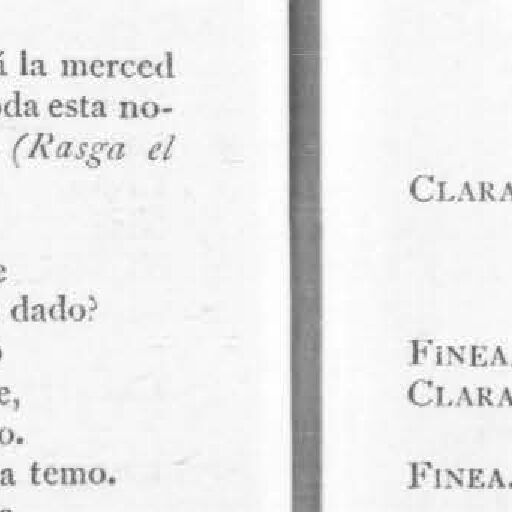 á la merced
oda esta no-
(Rasga el
e
dado?
o
e,
o.
a temo.
CLARA
FINEA.
CLARA
FINEA.